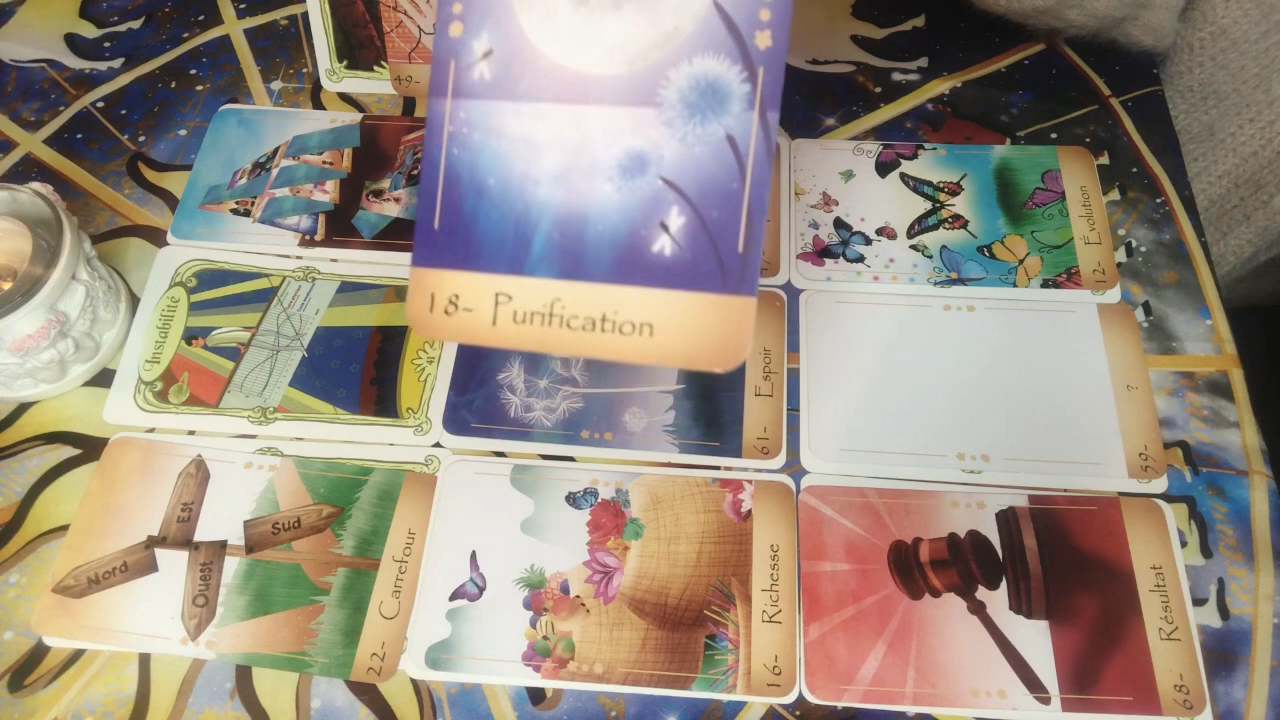 49-
18- Purification
12- Évolution
Instabilité
61- Espoir
59- ?
Nord
Est
Sud
Ouest
22- Carrefour
16- Richesse
68- Résultat